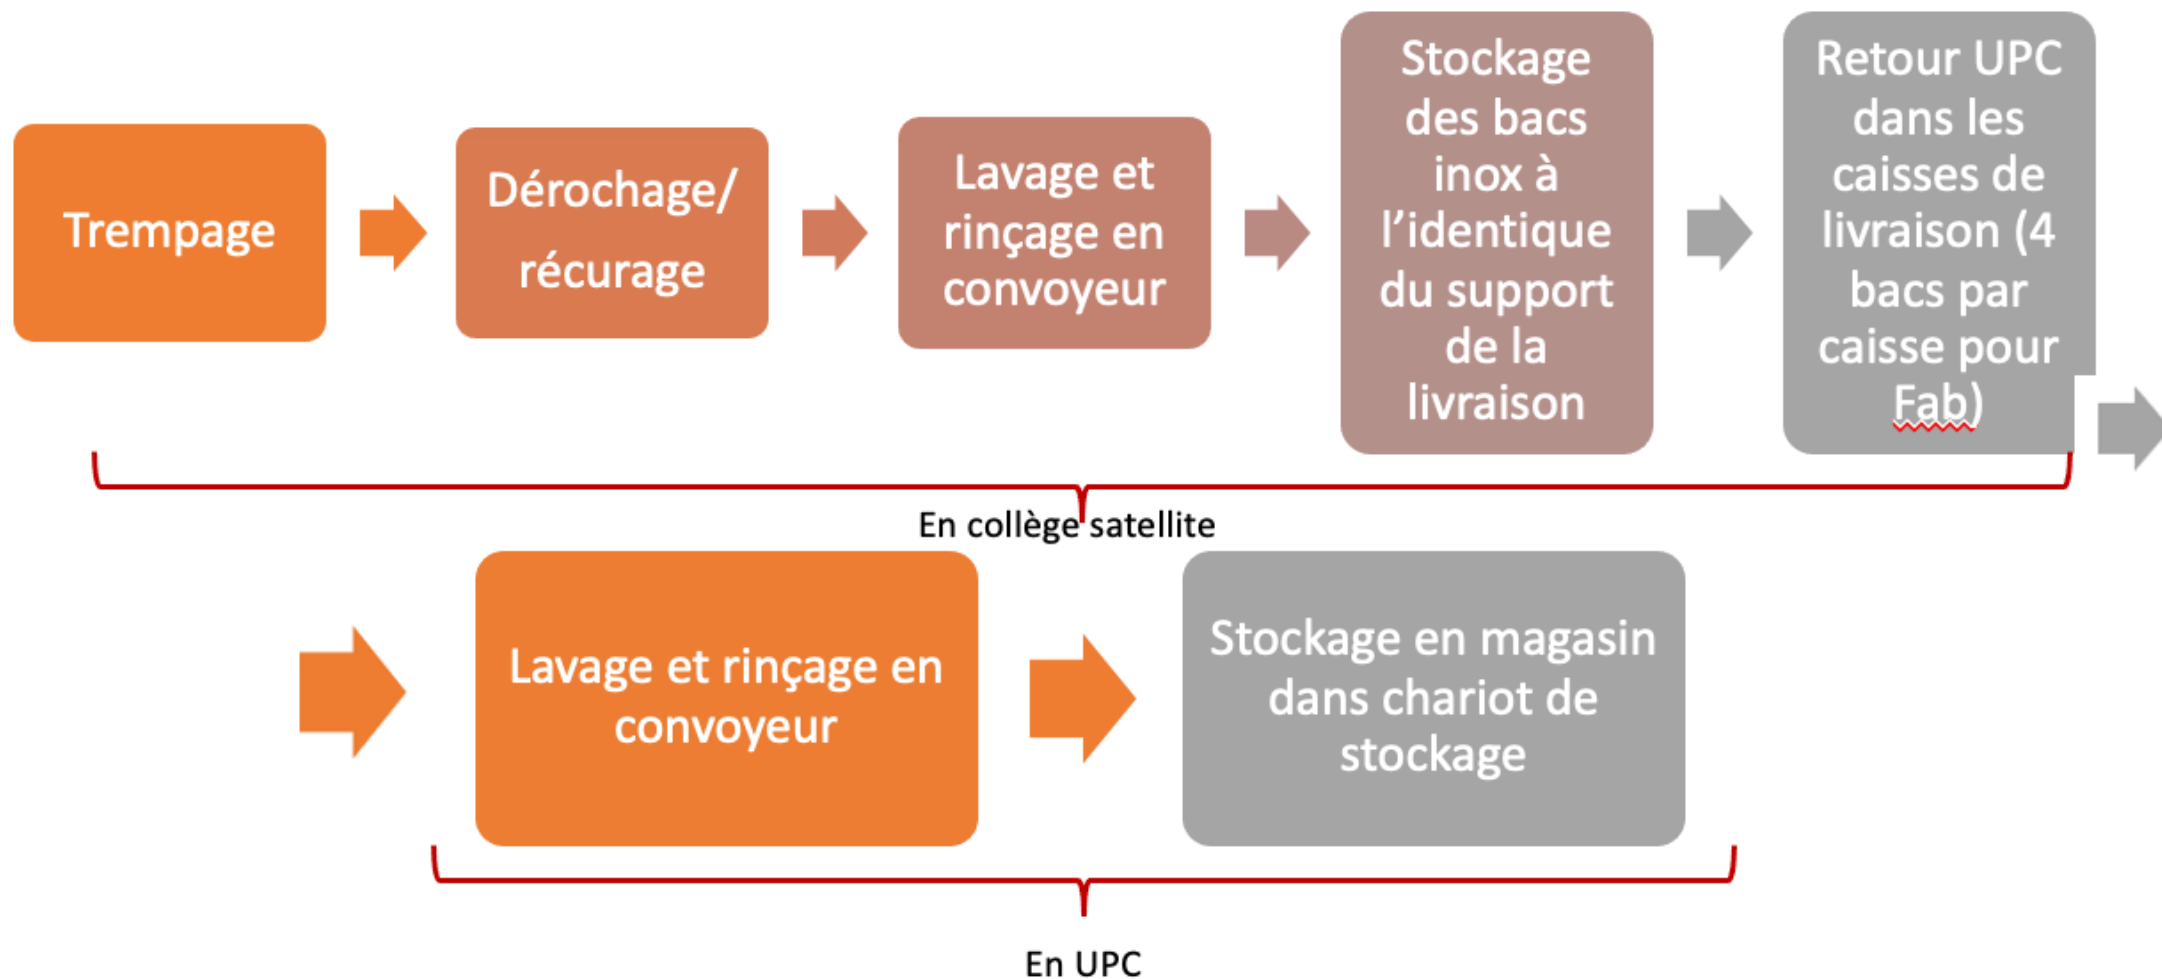 Trempage
Dérochage/
récurage
Lavage et
rinçage en
convoyeur
Stockage
des bacs
inox à
l’identique
du support
de la
livraison
Retour UPC
dans les
caisses de
livraison (4
bacs par
caisse pour
Fab)
En collège satellite
Lavage et rinçage en
convoyeur
Stockage en magasin
dans chariot de
stockage
En UPC